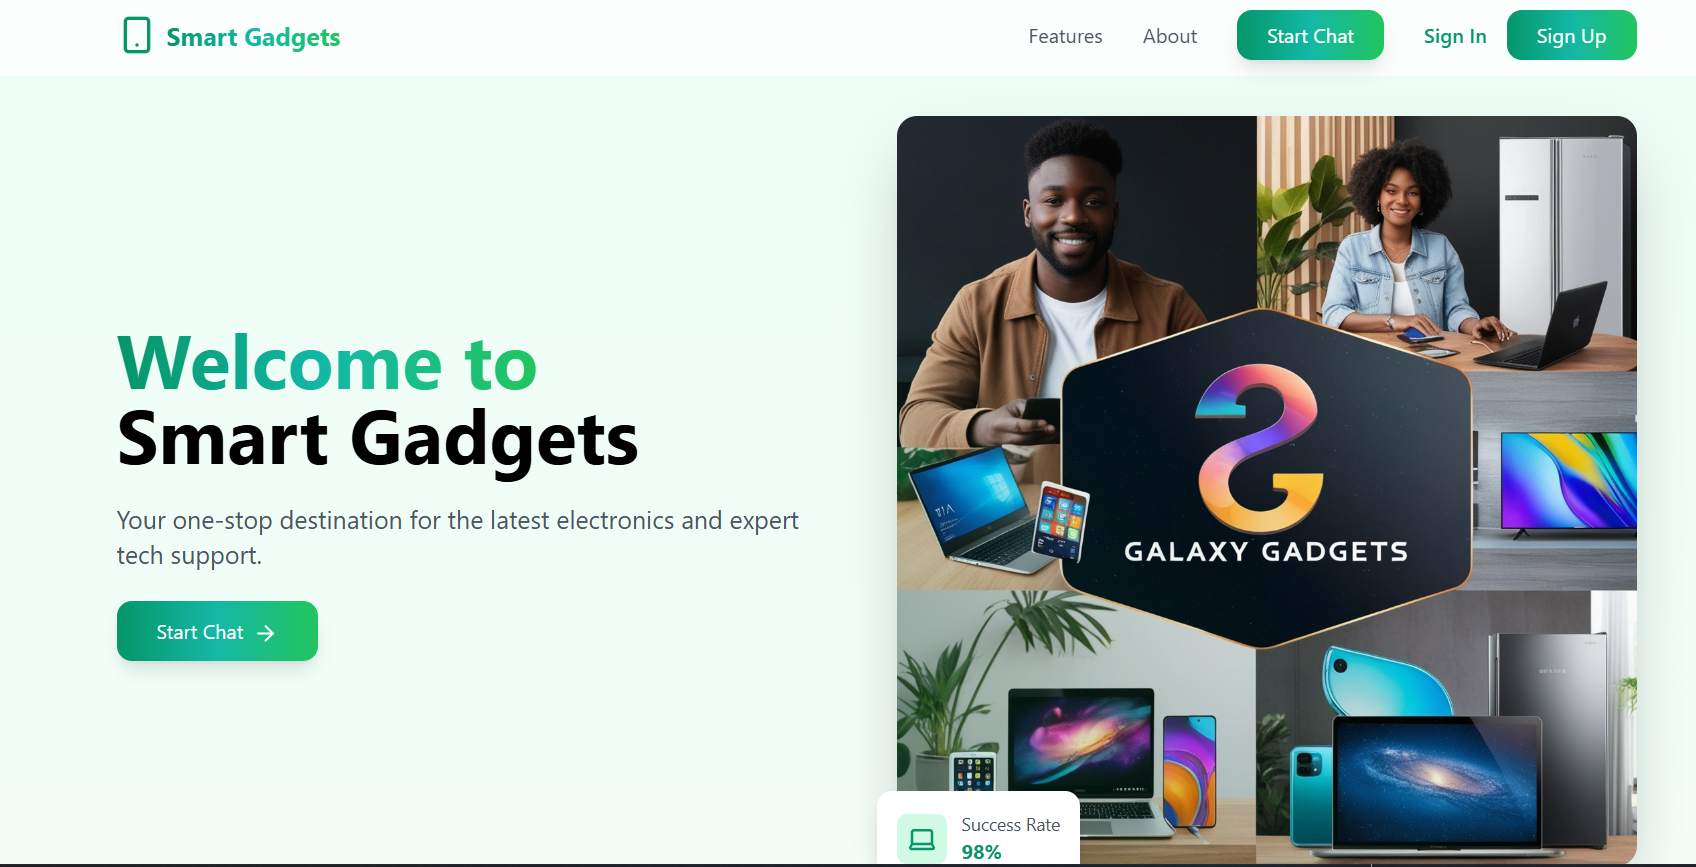 Smart Gadgets
Features
About
Start Chat
Sign In
Sign Up
Welcome to
Smart Gadgets
Your one-stop destination for the latest electronics and expert
tech support.
Start Chat
GALAXY GADGETS
Success Rate
98%